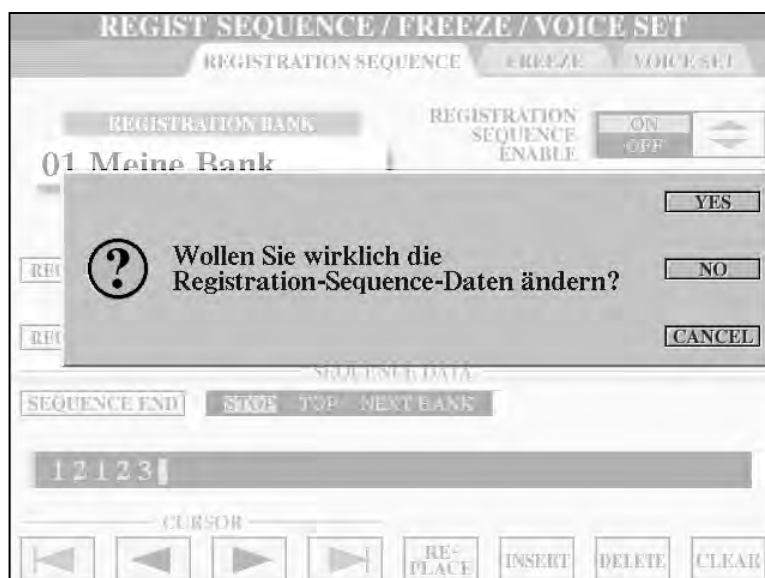 REGIST SEQUENCE / FREEZE / VOICE SET
REGISTRATION SEQUENCE FREEZE VOICE SET
REGISTRATION BANK
REGISTRATION
SEQUENCE
ENABLE
ON
OFF
01 Meine Bank
YES
Wollen Sie wirklich die
Registration-Sequence-Daten ändern?
NO
CANCEL
SEQUENCE DATA
SEQUENCE END STOP TOP NEXT BANK
1 2 1 2 3
CURSOR
RE-
PLACE
INSERT DELETE CLEAR